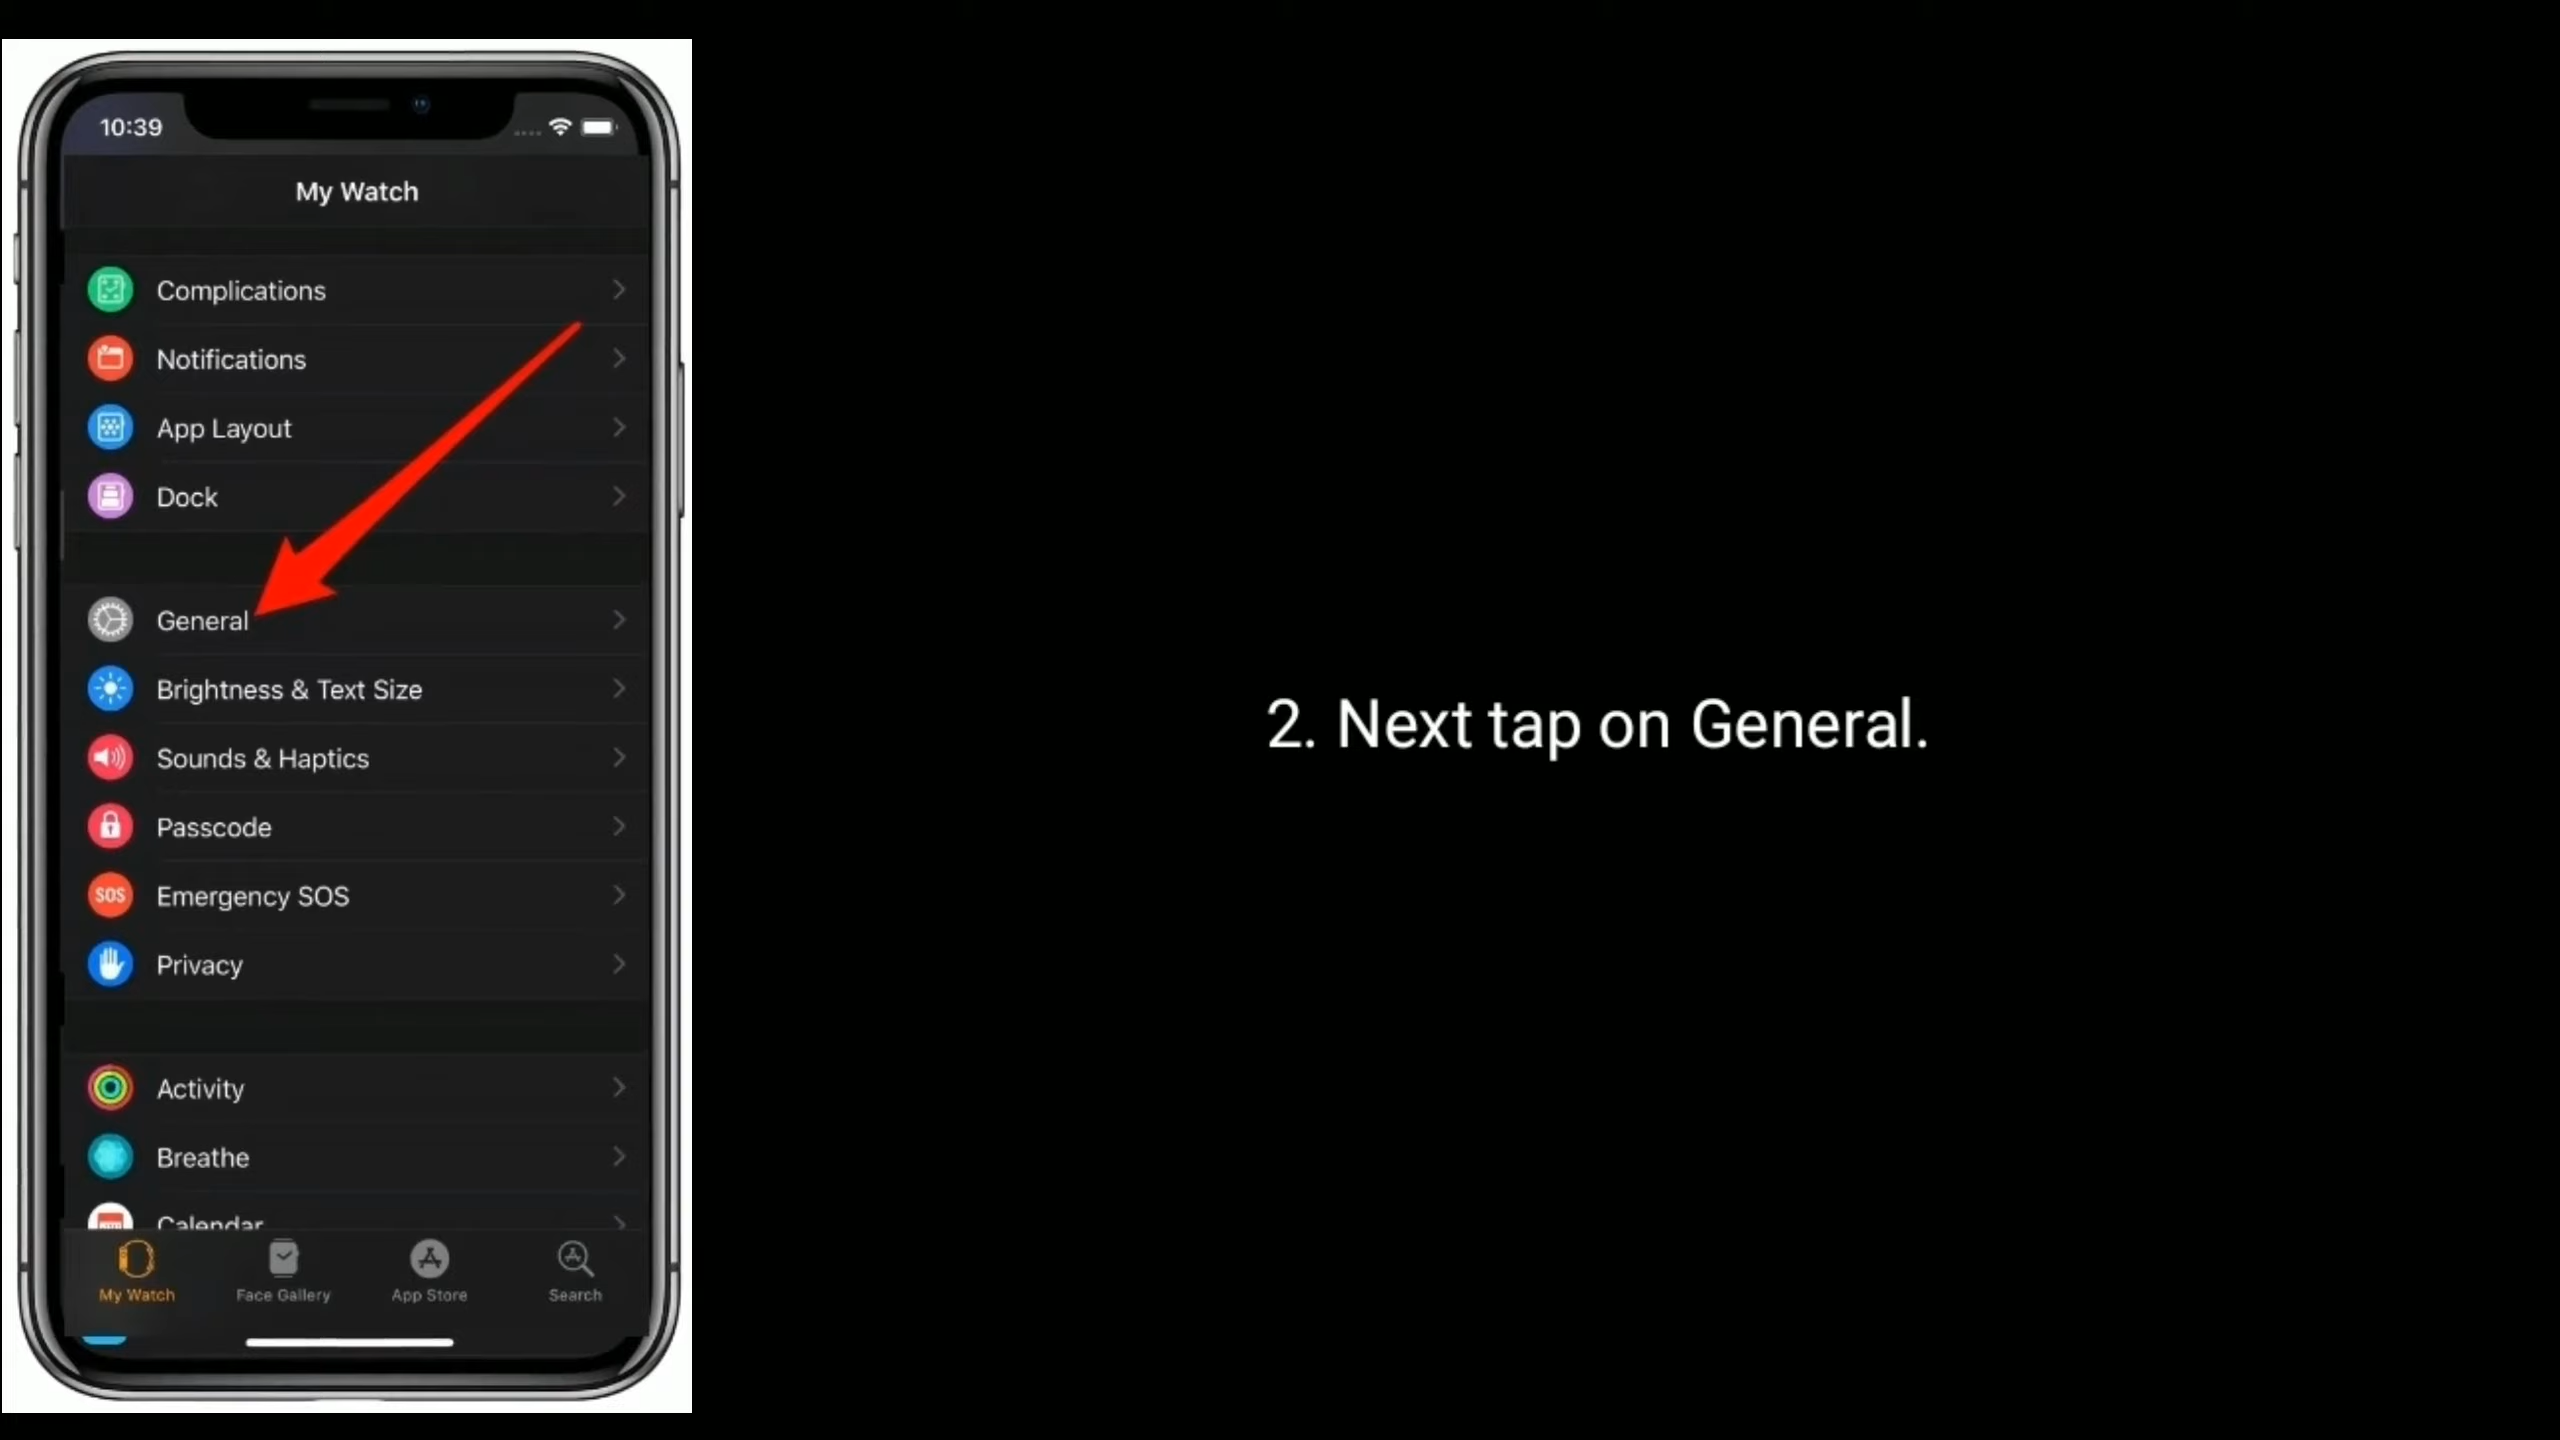 10:39
My Watch
Complications
Notifications
App Layout
Dock
General
Brightness & Text Size
Sounds & Haptics
Passcode
SOS Emergency SOS
Privacy
Activity
Breathe
Calendar
My Watch
Face Gallery
App Store
Search
2. Next tap on General.